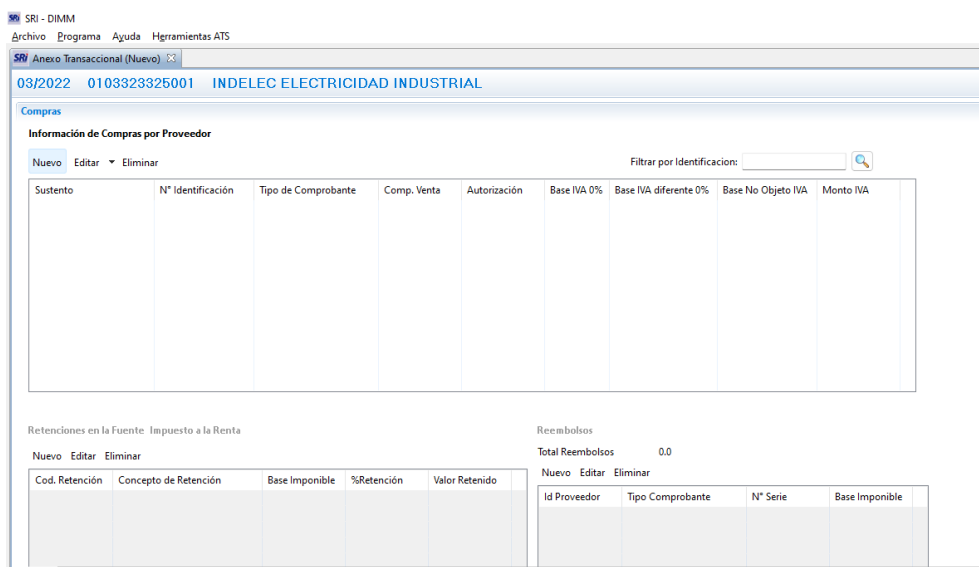 SRI SRI - DIMM
Archivo Programa Ayuda Herramientas ATS
SRi Anexo Transaccional (Nuevo)
03/2022 0103323325001 INDELEC ELECTRICIDAD INDUSTRIAL
Compras
Información de Compras por Proveedor
Nuevo Editar Eliminar Filtrar por Identificacion:
Sustento N° Identificación Tipo de Comprobante Comp. Venta Autorización Base IVA 0% Base IVA diferente 0% Base No Objeto IVA Monto IVA
Retenciones en la Fuente Impuesto a la Renta
Nuevo Editar Eliminar
Cod. Retención Concepto de Retención Base Imponible %Retención Valor Retenido
Reembolsos
Total Reembolsos 0.0
Nuevo Editar Eliminar
Id Proveedor Tipo Comprobante N° Serie Base Imponible